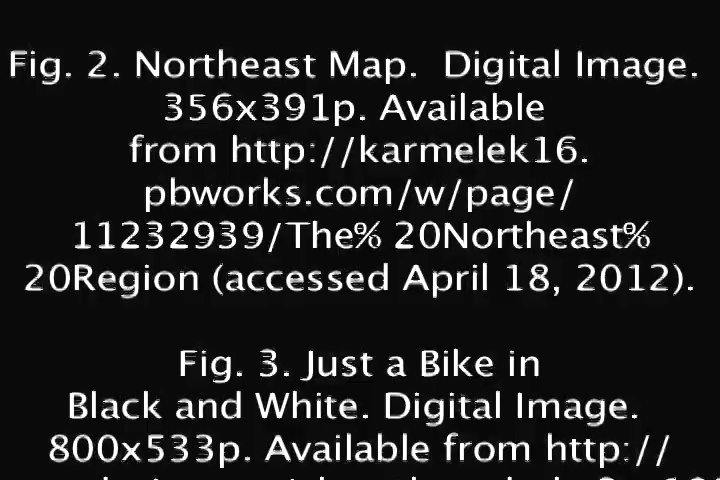 Fig. 2. Northeast Map.  Digital Image.
356x391p. Available
from http://karmelek16.
pbworks.com/w/page/
11232939/The% 20Northeast%
20Region (accessed April 18, 2012).
Fig. 3. Just a Bike in
Black and White. Digital Image.
800x533p. Available from http://